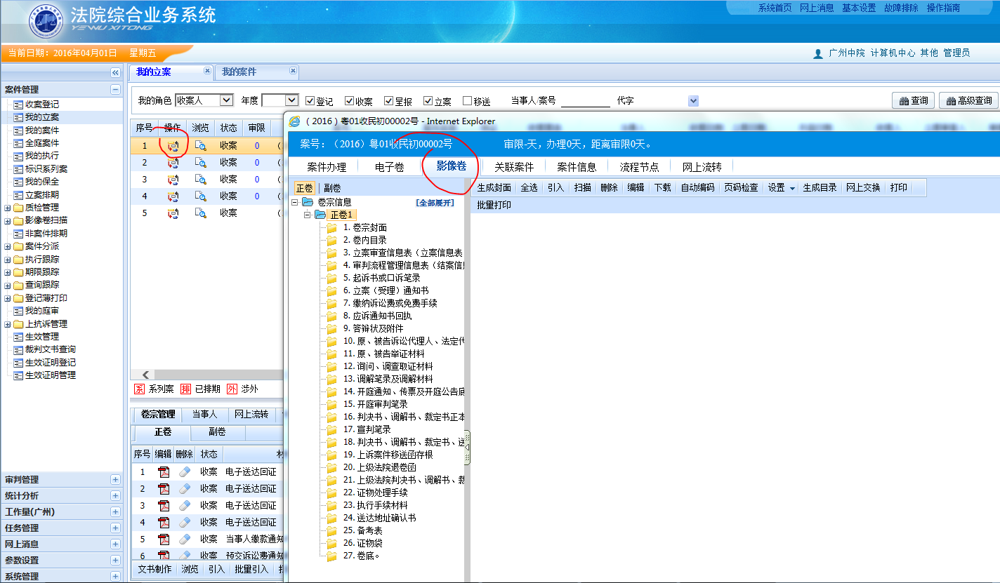 法院综合业务系统
YEWU XITONG
系统首页 网上消息 基本设置 故障排除 操作指南
当前日期：2016年04月01日 星期五
广州中院 计算机中心 其他 管理员
案件管理
收案登记
我的立案
我的案件
全庭案件
我的执行
标识系列案
我的保全
立案排期
质检管理
影像卷扫描
非案件排期
案件分派
执行跟踪
期限跟踪
查询跟踪
登记簿打印
我的庭审
上抗诉管理
生效管理
裁判文书查询
生效证明登记
生效证明管理
审判管理
统计分析
工作量(广州)
任务管理
网上消息
参数设置
系统管理
我的立案 我的案件
我的角色 收案人 年度 登记 收案 呈报 立案 移送 当事人/案号 代字 查询 高级查询
序号 操作 浏览 状态 审限
1 收案 0 （
2 收案 0 （
3 收案 0 （
4 收案 0 （
5 收案 （
系 系列案 排 已排期 外 涉外
卷宗管理 当事人 网上流转
正卷 副卷
序号 编辑 删除 状态
1 收案 电子送达回证
2 收案 电子送达回证
3 收案 电子送达回证
4 收案 电子送达回证
5 收案 当事人缴款通知
6 收案 预交诉讼费通知
文书制作 浏览 引入 批量引入
（2016）粤01收民初00002号 - Internet Explorer
案号：（2016）粤01收民初00002号 审限-天，办理0天，距离审限0天。
案件办理 电子卷 影像卷 关联案件 案件信息 流程节点 网上流转
正卷 | 副卷
生成封面 全选 引入 扫描 删除 编辑 下载 自动编码 页码检查 设置 生成目录 网上交换 打印
批量打印
卷宗信息 [全部展开]
正卷1
1. 卷宗封面
2. 卷内目录
3. 立案审查信息表（立案信息表
4. 审判流程管理信息表（结案信息
5. 起诉书或口诉笔录
6. 立案（受理）通知书
7. 缴纳诉讼费或免费手续
8. 应诉通知书回执
9. 答辩状及附件
10. 原、被告诉讼代理人、法定代
11. 原、被告举证材料
12. 询问、调查取证材料
13. 调解笔录及调解材料
14. 开庭通知、传票及开庭公告底
15. 开庭审判笔录
16. 判决书、调解书、裁定书正本
17. 宣判笔录
18. 判决书、调解书、裁定书、送
19. 上诉案件移送函存根
20. 上级法院退卷函
21. 上级法院判决书、调解书、裁
22. 证物处理手续
23. 执行手续材料
24. 送达地址确认书
25. 备考表
26. 证物袋
27. 卷底。